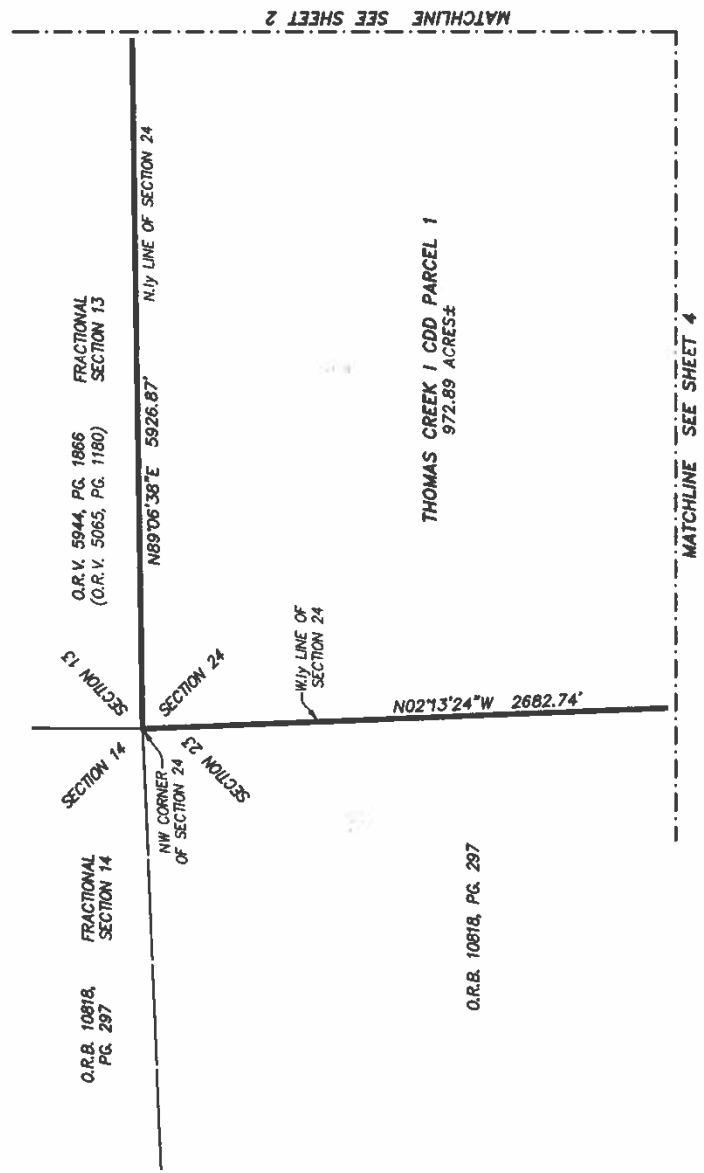 MATCHLINE SEE SHEET 2
O.R.V. 5944, PG. 1866
(O.R.V. 5065, PG. 1180)
FRACTIONAL
SECTION 13
N.ly LINE OF SECTION 24
N89°06'38"E 5926.87'
SECTION 13
SECTION 24
SECTION 14
SECTION 23
NW CORNER
OF SECTION 24
O.R.B. 10818,
PG. 297
FRACTIONAL
SECTION 14
W.ly LINE OF
SECTION 24
N02°13'24"W 2682.74'
THOMAS CREEK I CDD PARCEL 1
972.89 ACRES±
O.R.B. 10818, PG. 297
MATCHLINE SEE SHEET 4